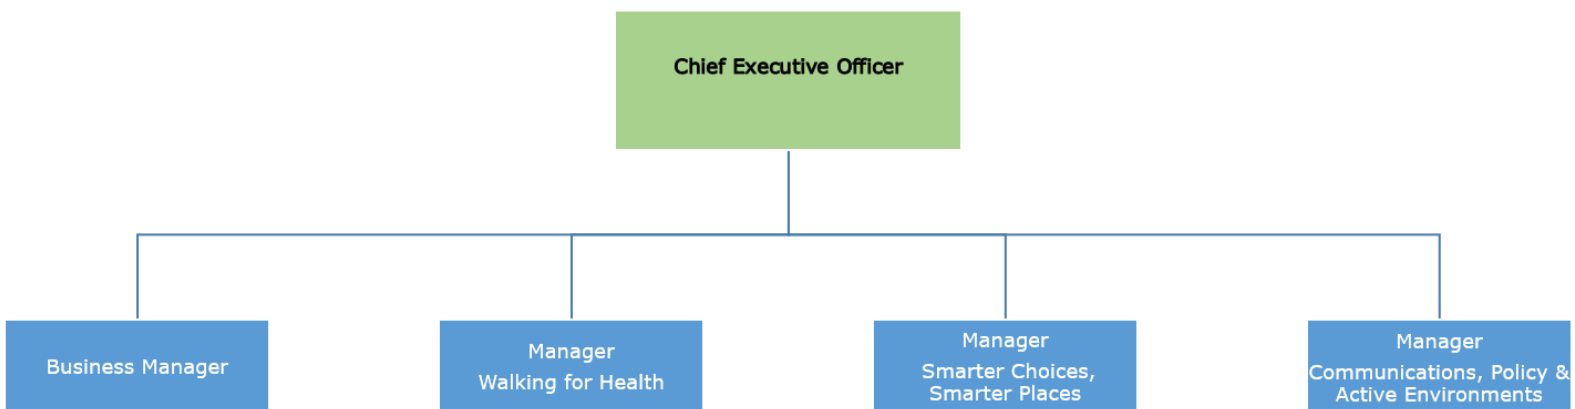 Chief Executive Officer
Business Manager
Manager
Walking for Health
Manager
Smarter Choices,
Smarter Places
Manager
Communications, Policy &
Active Environments